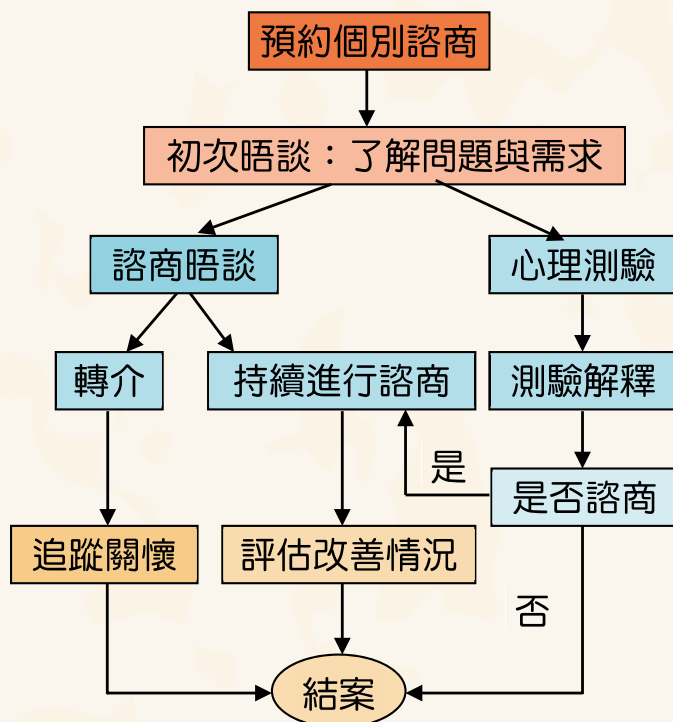 預約個別諮商
初次晤談：了解問題與需求
諮商晤談
心理測驗
轉介
持續進行諮商
測驗解釋
是
是否諮商
追蹤關懷
評估改善情況
否
結案